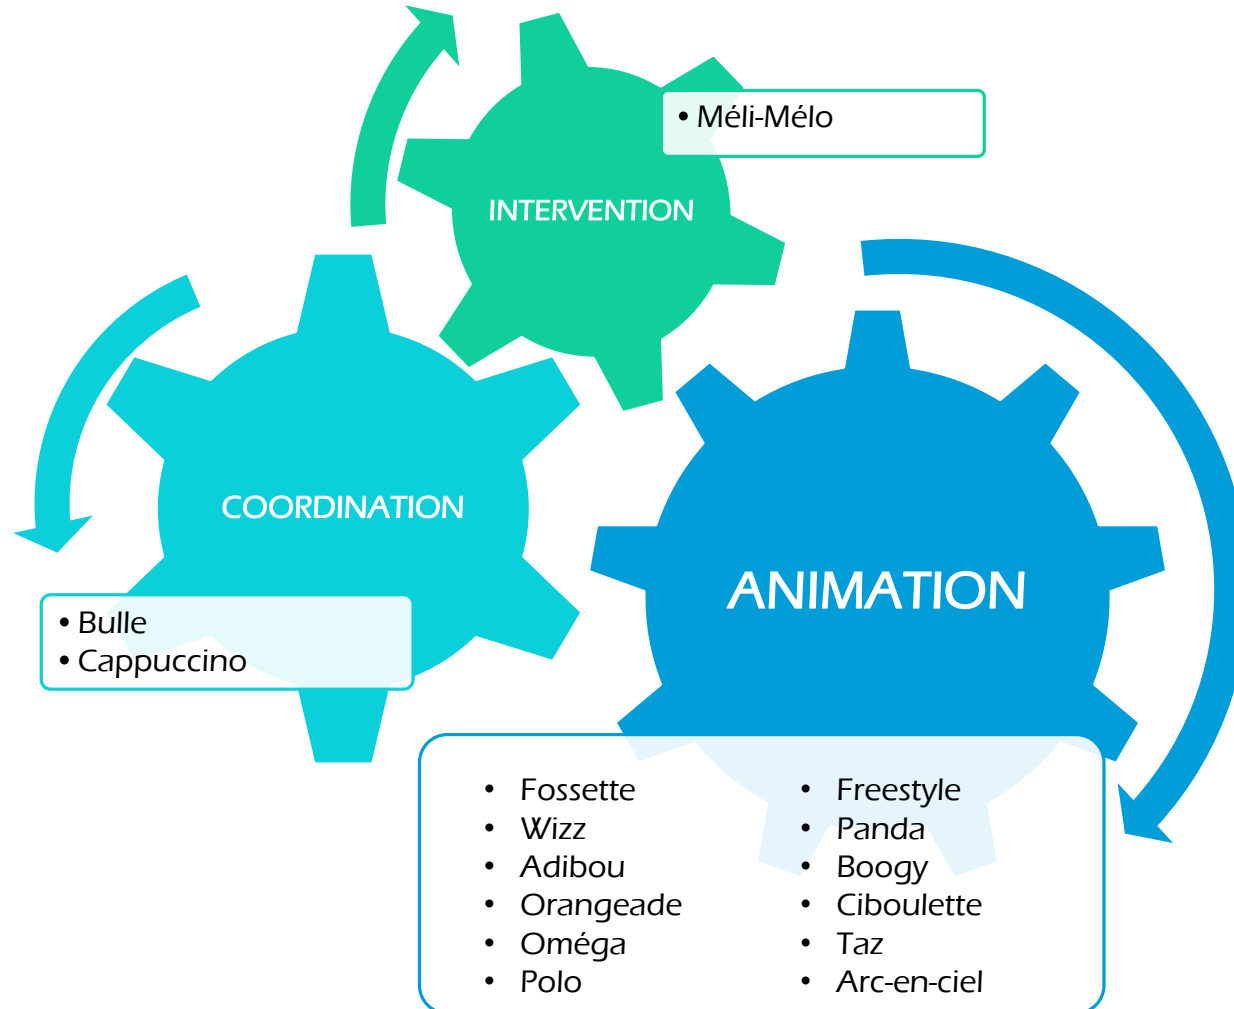 • Méli-Mélo
INTERVENTION
COORDINATION
• Bulle
• Cappuccino
ANIMATION
• Fossette
• Wizz
• Adibou
• Orangeade
• Oméga
• Polo
• Freestyle
• Panda
• Boogy
• Ciboulette
• Taz
• Arc-en-ciel